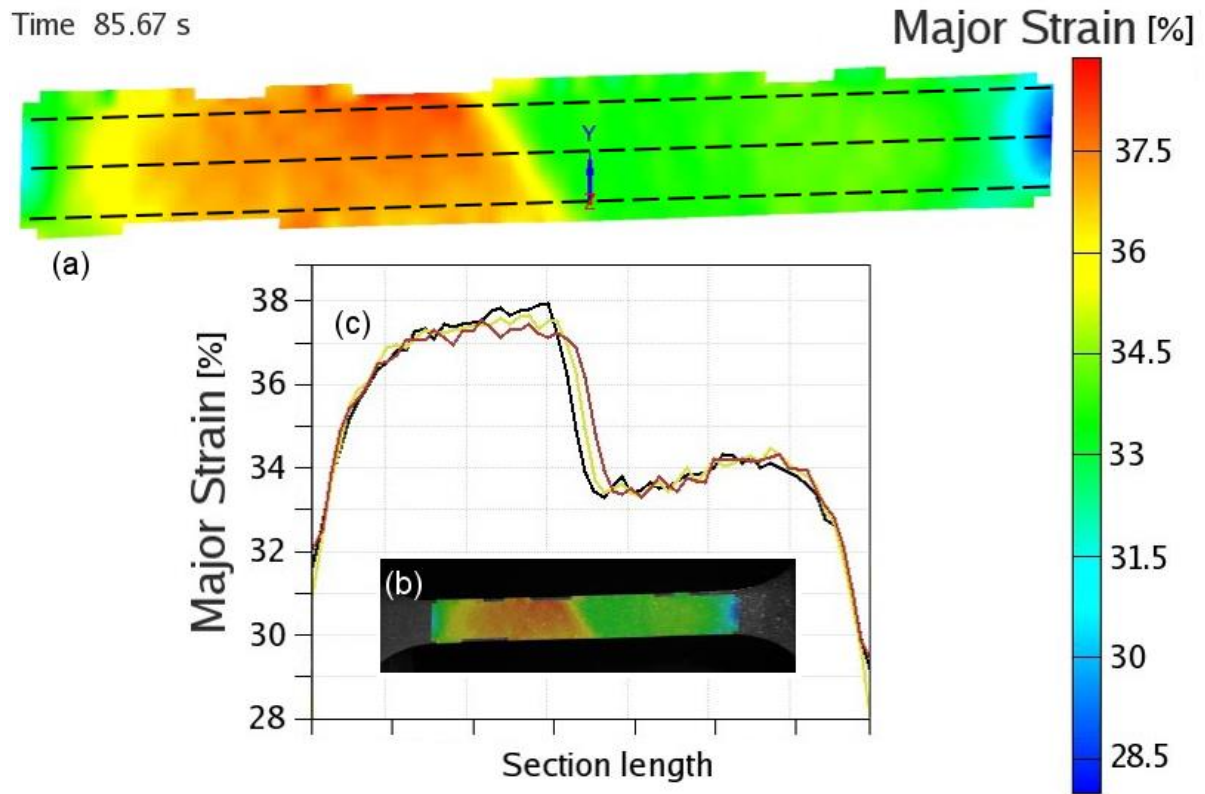 Time 85.67 s
Major Strain [%]
Y
Z
(a)
37.5
36
34.5
33
31.5
30
28.5
Major Strain [%]
38
36
34
32
30
28
(c)
(b)
Section length